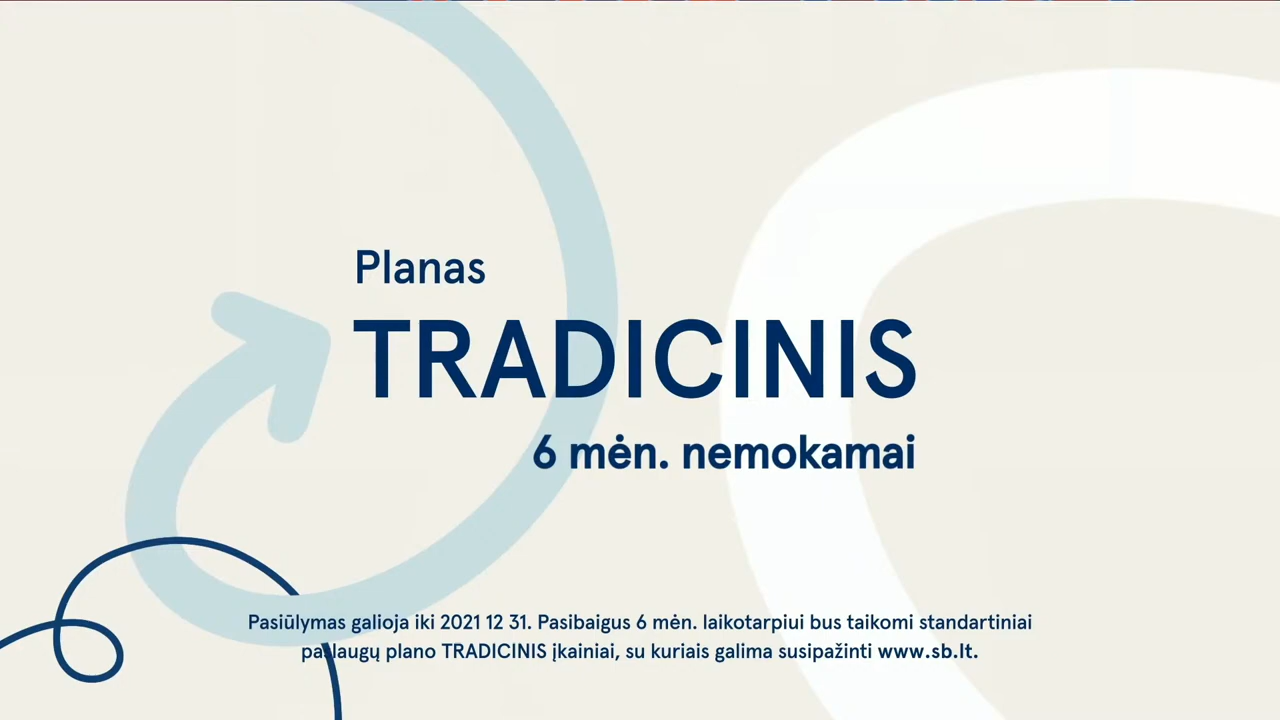 Planas
TRADICINIS
6 mėn. nemokamai
Pasiūlymas galioja iki 2021 12 31. Pasibaigus 6 mėn. laikotarpiui bus taikomi standartiniai
paslaugų plano TRADICINIS įkainiai, su kuriais galima susipažinti www.sb.lt.